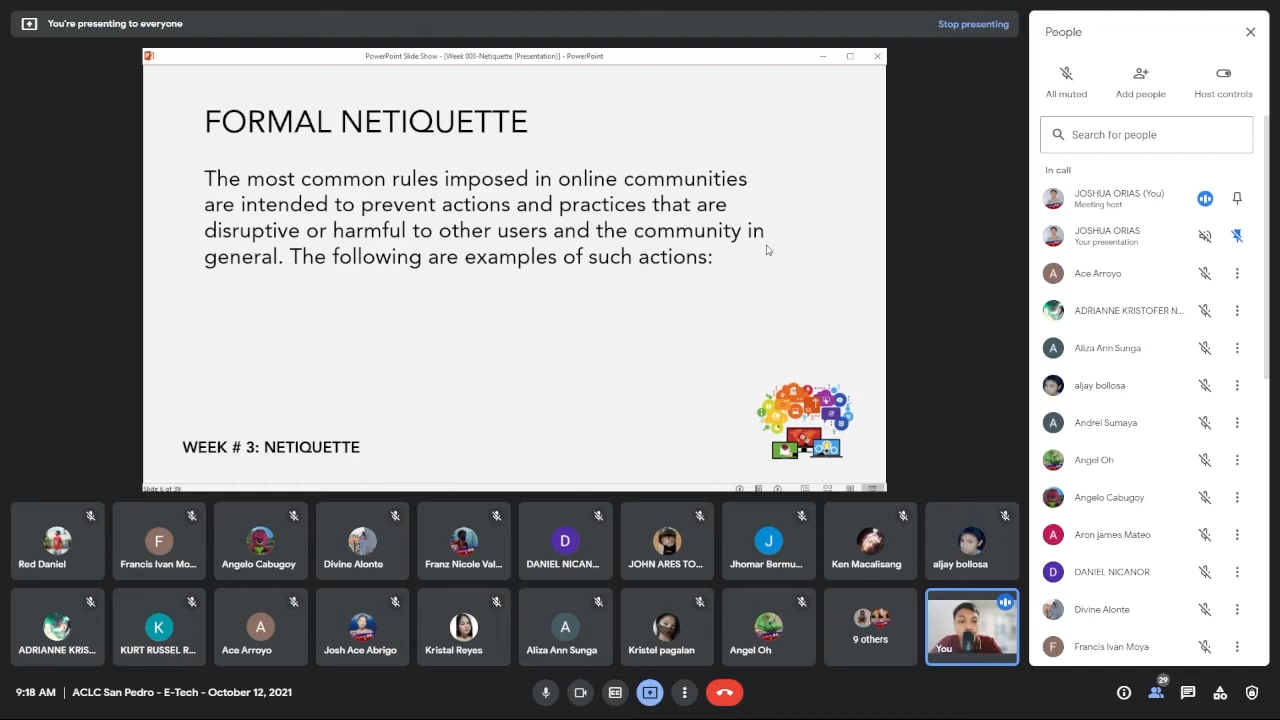 You're presenting to everyone
Stop presenting
PowerPoint Slide Show - [Week 003-Netiquette (Presentation)] - PowerPoint
FORMAL NETIQUETTE
The most common rules imposed in online communities
are intended to prevent actions and practices that are
disruptive or harmful to other users and the community in
general. The following are examples of such actions:
WEEK # 3: NETIQUETTE
Slide 6 of 39
Red Daniel
F
Francis Ivan Mo...
Angelo Cabugoy
Divine Alonte
Franz Nicole Val...
D
DANIEL NICAN...
JOHN ARES TO...
J
Jhomar Bermu...
Ken Macalisang
aljay bollosa
ADRIANNE KRIS...
K
KURT RUSSEL R...
A
Ace Arroyo
Josh Ace Abrigo
Kristal Reyes
A
Aliza Ann Sunga
Kristel pagalan
Angel Oh
9 others
You
9:18 AM | ACLC San Pedro - E-Tech - October 12, 2021
People
All muted
Add people
Host controls
Search for people
In call
JOSHUA ORIAS (You)
Meeting host
JOSHUA ORIAS
Your presentation
A
Ace Arroyo
ADRIANNE KRISTOFER N...
A
Aliza Ann Sunga
aljay bollosa
A
Andrei Sumaya
Angel Oh
Angelo Cabugoy
A
Aron james Mateo
D
DANIEL NICANOR
Divine Alonte
F
Francis Ivan Moya
29